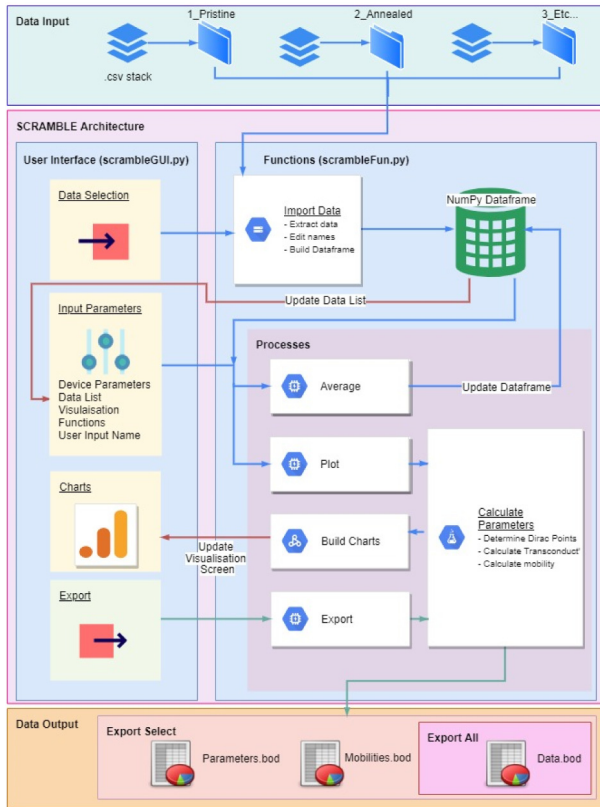 Data Input
1_Pristine
2_Annealed
3_Etc...
.csv stack
SCRAMBLE Architecture
User Interface (scrambleGUI.py)
Functions (scrambleFun.py)
Data Selection
Import Data
- Extract data
- Edit names
- Build Dataframe
NumPy Dataframe
Update Data List
Input Parameters
Device Parameters
Data List
Visulaisation
Functions
User Input Name
Processes
Average
Update Dataframe
Plot
Calculate
Parameters
- Determine Dirac Points
- Calculate Transconduct'
- Calculate mobility
Charts
Update
Visualisation
Screen
Build Charts
Export
Export
Data Output
Export Select
Parameters.bod
Mobilities.bod
Export All
Data.bod